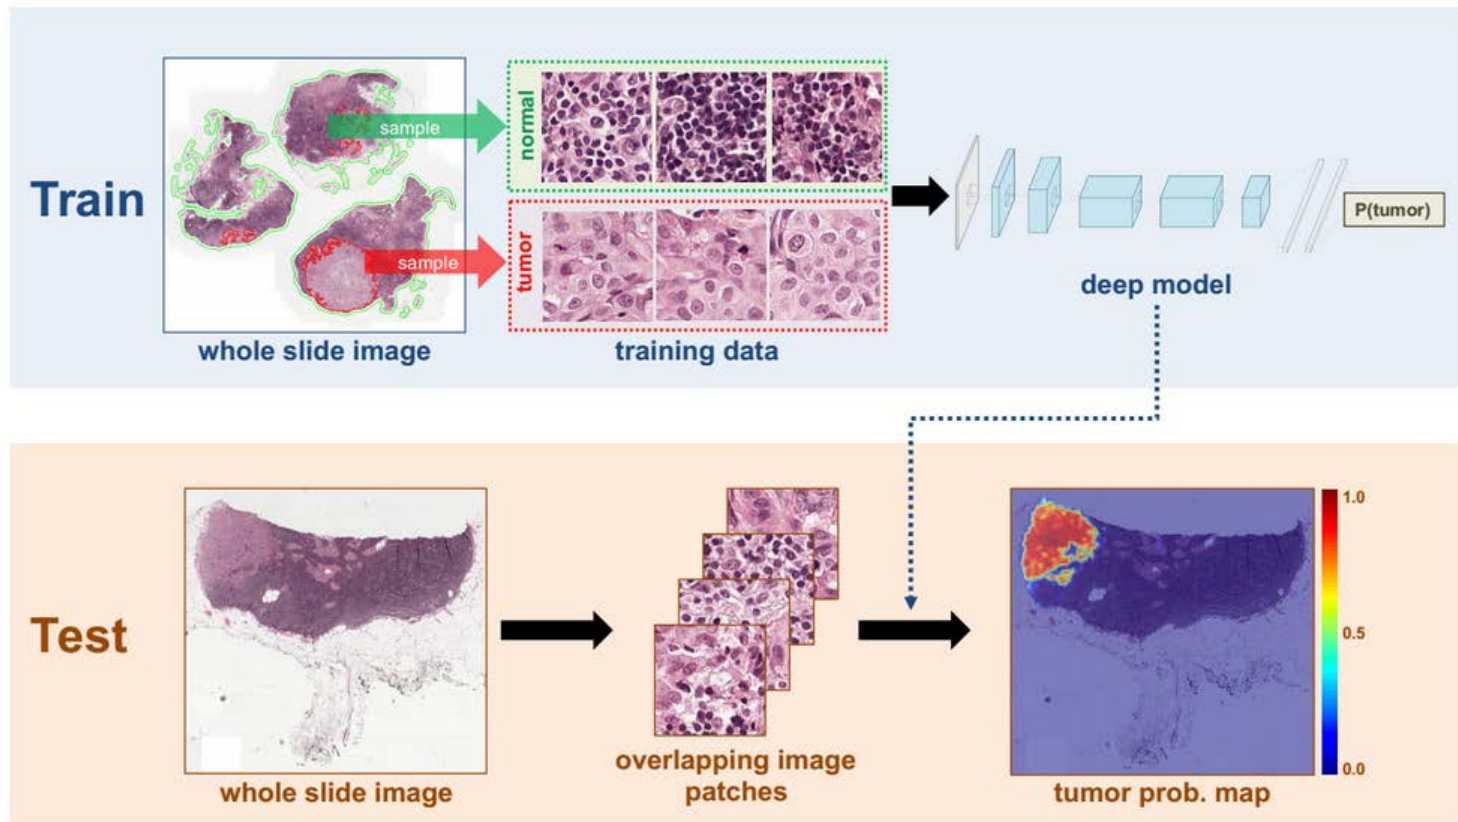 Train
sample
sample
normal
tumor
P(tumor)
deep model
whole slide image
training data
Test
1.0
0.5
0.0
whole slide image
overlapping image
patches
tumor prob. map